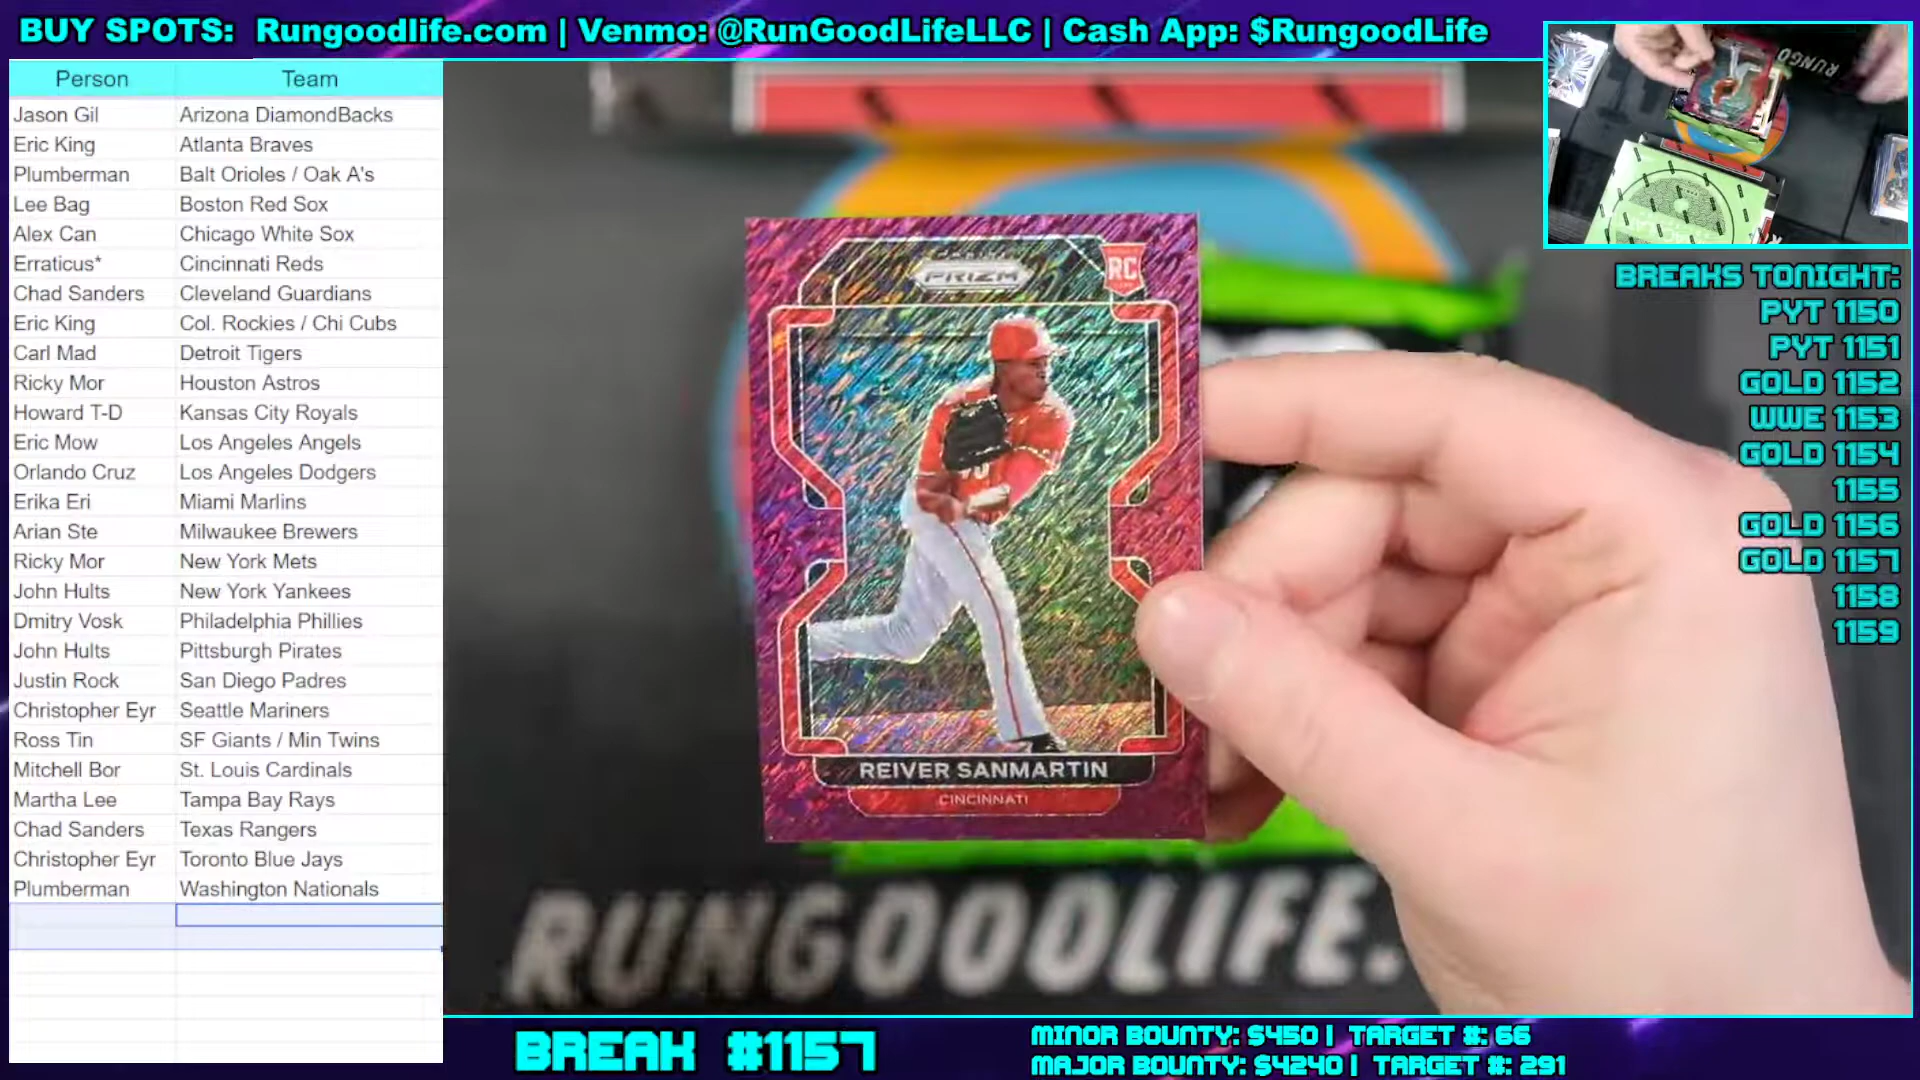 BUY SPOTS: Rungoodlife.com | Venmo: @RunGoodLifeLLC | Cash App: $RungoodLife
Person Team
Jason Gil Arizona DiamondBacks
Eric King Atlanta Braves
Plumberman Balt Orioles / Oak A's
Lee Bag Boston Red Sox
Alex Can Chicago White Sox
Erraticus* Cincinnati Reds
Chad Sanders Cleveland Guardians
Eric King Col. Rockies / Chi Cubs
Carl Mad Detroit Tigers
Ricky Mor Houston Astros
Howard T-D Kansas City Royals
Eric Mow Los Angeles Angels
Orlando Cruz Los Angeles Dodgers
Erika Eri Miami Marlins
Arian Ste Milwaukee Brewers
Ricky Mor New York Mets
John Hults New York Yankees
Dmitry Vosk Philadelphia Phillies
John Hults Pittsburgh Pirates
Justin Rock San Diego Padres
Christopher Eyr Seattle Mariners
Ross Tin SF Giants / Min Twins
Mitchell Bor St. Louis Cardinals
Martha Lee Tampa Bay Rays
Chad Sanders Texas Rangers
Christopher Eyr Toronto Blue Jays
Plumberman Washington Nationals
PRIZM
RC
REIVER SANMARTIN
CINCINNATI
RUNGOOOLIFE.
RUNGO
BREAKS TONIGHT:
PYT 1150
PYT 1151
GOLD 1152
WWE 1153
GOLD 1154
1155
GOLD 1156
GOLD 1157
1158
1159
BREAK #1157
MINOR BOUNTY: $450 | TARGET #: 66
MAJOR BOUNTY: $4240 | TARGET #: 291